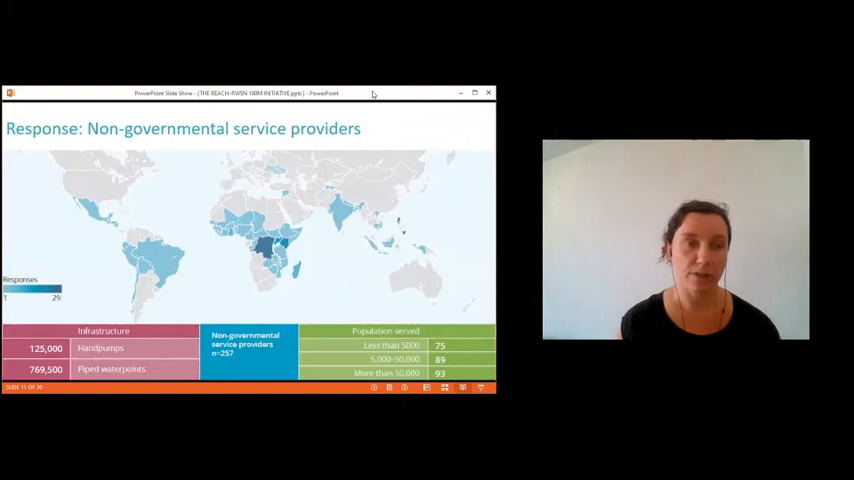 PowerPoint Slide Show - [THE REACH-RWSN 100M INITIATIVE.pptx] - PowerPoint
Response: Non-governmental service providers
Responses
1 29
Infrastructure
125,000 Handpumps
769,500 Piped waterpoints
Non-governmental
service providers
n=257
Population served
Less than 5000 75
5,000-50,000 89
More than 50,000 93
SLIDE 11 OF 30